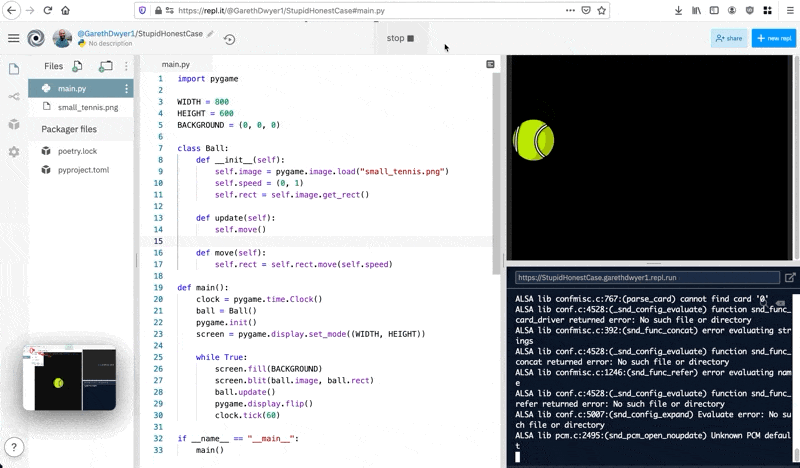 https://repl.it/@GarethDwyer1/StupidHonestCase#main.py
@GarethDwyer1/StupidHonestCase
No description
stop
share
+ new repl
Files
main.py
small_tennis.png
Packager files
poetry.lock
pyproject.toml
main.py
1 import pygame
2
3 WIDTH = 800
4 HEIGHT = 600
5 BACKGROUND = (0, 0, 0)
6
7 class Ball:
8 def __init__(self):
9 self.image = pygame.image.load("small_tennis.png")
10 self.speed = (0, 1)
11 self.rect = self.image.get_rect()
12
13 def update(self):
14 self.move()
15
16 def move(self):
17 self.rect = self.rect.move(self.speed)
18
19 def main():
20 clock = pygame.time.Clock()
21 ball = Ball()
22 pygame.init()
23 screen = pygame.display.set_mode((WIDTH, HEIGHT))
24
25 while True:
26 screen.fill(BACKGROUND)
27 screen.blit(ball.image, ball.rect)
28 ball.update()
29 pygame.display.flip()
30 clock.tick(60)
31
32 if __name__ == "__main__":
33 main()
https://StupidHonestCase.garethdwyer1.repl.run
ALSA lib confmisc.c:767:(parse_card) cannot find card '0'
ALSA lib conf.c:4528:(_snd_config_evaluate) function snd_func_
card_driver returned error: No such file or directory
ALSA lib confmisc.c:392:(snd_func_concat) error evaluating str
ings
ALSA lib conf.c:4528:(_snd_config_evaluate) function snd_func_
concat returned error: No such file or directory
ALSA lib confmisc.c:1246:(snd_func_refer) error evaluating nam
e
ALSA lib conf.c:4528:(_snd_config_evaluate) function snd_func_
refer returned error: No such file or directory
ALSA lib conf.c:5007:(snd_config_expand) Evaluate error: No su
ch file or directory
ALSA lib pcm.c:2495:(snd_pcm_open_noupdate) Unknown PCM defaul
t
?